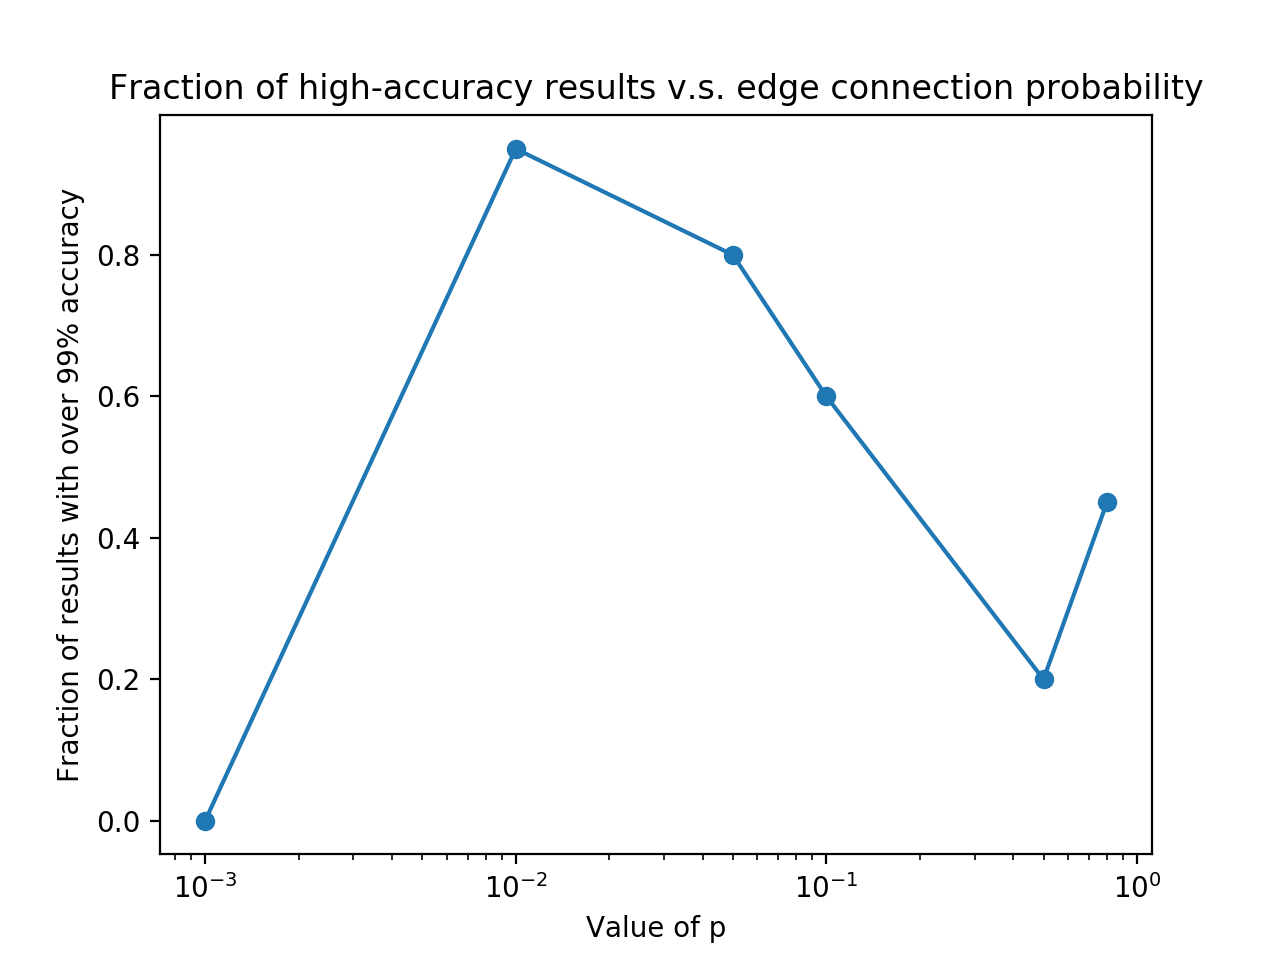 Fraction of high-accuracy results v.s. edge connection probability
Fraction of results with over 99% accuracy
0.8
0.6
0.4
0.2
0.0
10⁻³ 10⁻² 10⁻¹ 10⁰
Value of p